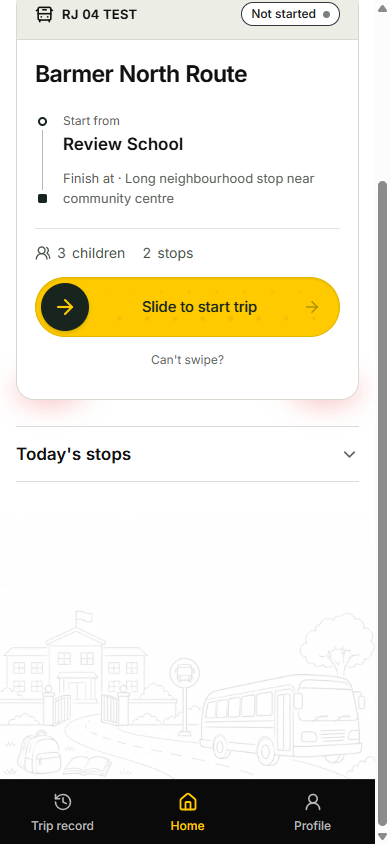 RJ 04 TEST
Not started
Barmer North Route
Start from
Review School
Finish at · Long neighbourhood stop near
community centre
3 children 2 stops
Slide to start trip
Can't swipe?
Today's stops
Trip record
Home
Profile